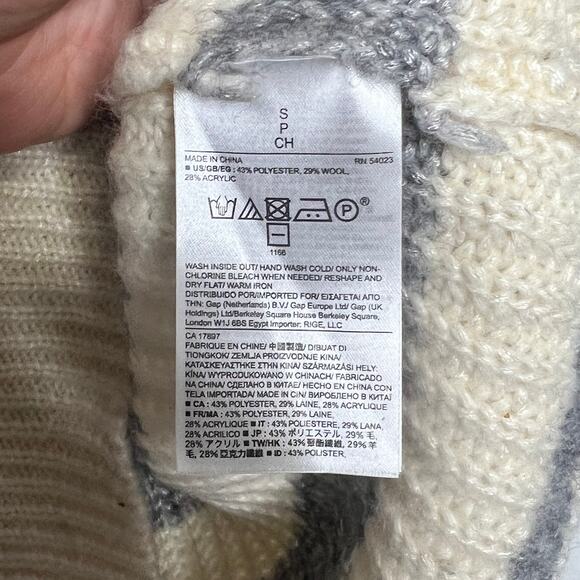 S
P
CH
MADE IN CHINA RN 54023
■ US/GB/EG : 43% POLYESTER, 29% WOOL,
28% ACRYLIC
P ®
1166
WASH INSIDE OUT/ HAND WASH COLD/ ONLY NON-
CHLORINE BLEACH WHEN NEEDED/ RESHAPE AND
DRY FLAT/ WARM IRON
DISTRIBUTED BY/IMPORTED FOR/ ΕΙΣΑΓΕΤΑΙ ΑΠΟ
ΤΗΝ: Gap (Netherlands) B.V./ Gap Europe Ltd/ Gap (UK
Holdings) Ltd/Berkeley Square House Berkeley Square,
London W1J 6BS Egypt Importer: RIGE, LLC
CA 17897
FABRIQUÉ EN CHINE/ 中國製造/ DIBUAT DI
TIONGKOK/ ZEMLJA PROIZVODNJE KINA/
ΚΑΤΑΣΚΕΥΑΣΤΗΚΕ ΣΤΗΝ ΚΙΝΑ/ SZÁRMAZÁSI HELY:
KÍNA/ WYPRODUKOWANO W CHINACH/ FABRICADO
NA CHINA/ СДЕЛАНО В КИТАЕ/ HECHO EN CHINA CON
TELA IMPORTADA/ MADE IN ÇİN/ ВИРОБЛЕНО В КИТАЇ
■ CA : 43% POLYESTER, 29% LAINE, 28% ACRYLIQUE
■ FR/MA : 43% POLYESTER, 29% LAINE,
28% ACRYLIQUE ■ IT : 43% POLIESTERE, 29% LANA,
28% ACRILICO ■ JP : 43% ポリエステル, 29% 毛,
28% アクリル ■ TW/HK : 43% 聚酯纖維, 29% 羊
毛, 28% 亞克力纖維 ■ ID : 43% POLISTER,